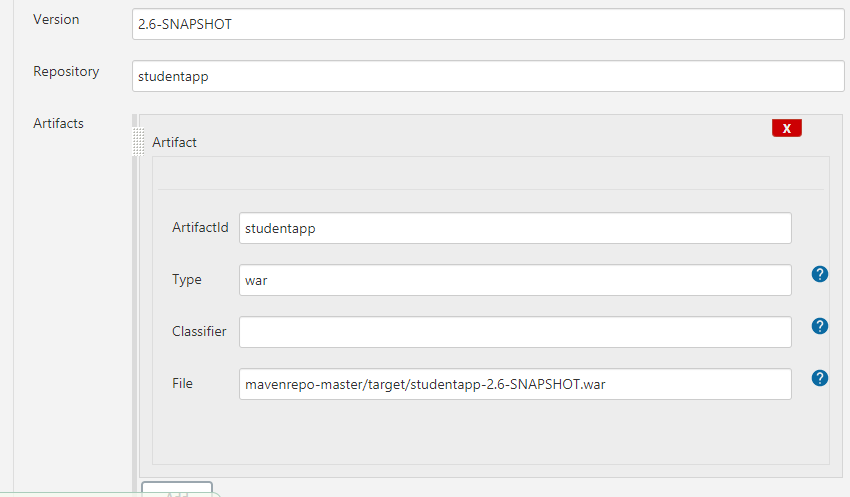 Version
2.6-SNAPSHOT
Repository
studentapp
Artifacts
X
Artifact
ArtifactId
studentapp
Type
war
?
Classifier
?
File
mavenrepo-master/target/studentapp-2.6-SNAPSHOT.war
?
Add